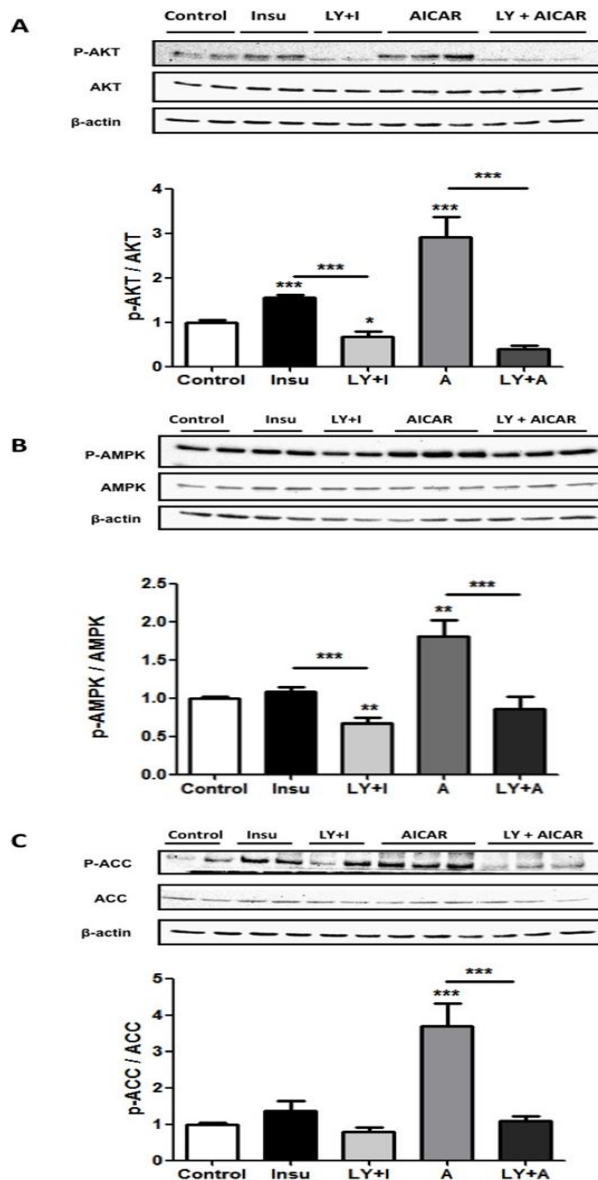 A
Control Insu LY+I AICAR LY + AICAR
P-AKT
AKT
β-actin
p-AKT / AKT
4
3
2
1
0
***
***
*
***
***
Control Insu LY+I A LY+A
B
Control Insu LY+I AICAR LY + AICAR
P-AMPK
AMPK
β-actin
p-AMPK / AMPK
2.5
2.0
1.5
1.0
0.5
0.0
***
**
**
***
Control Insu LY+I A LY+A
C
Control Insu LY+I AICAR LY + AICAR
P-ACC
ACC
β-actin
p-ACC / ACC
5
4
3
2
1
0
***
***
Control Insu LY+I A LY+A